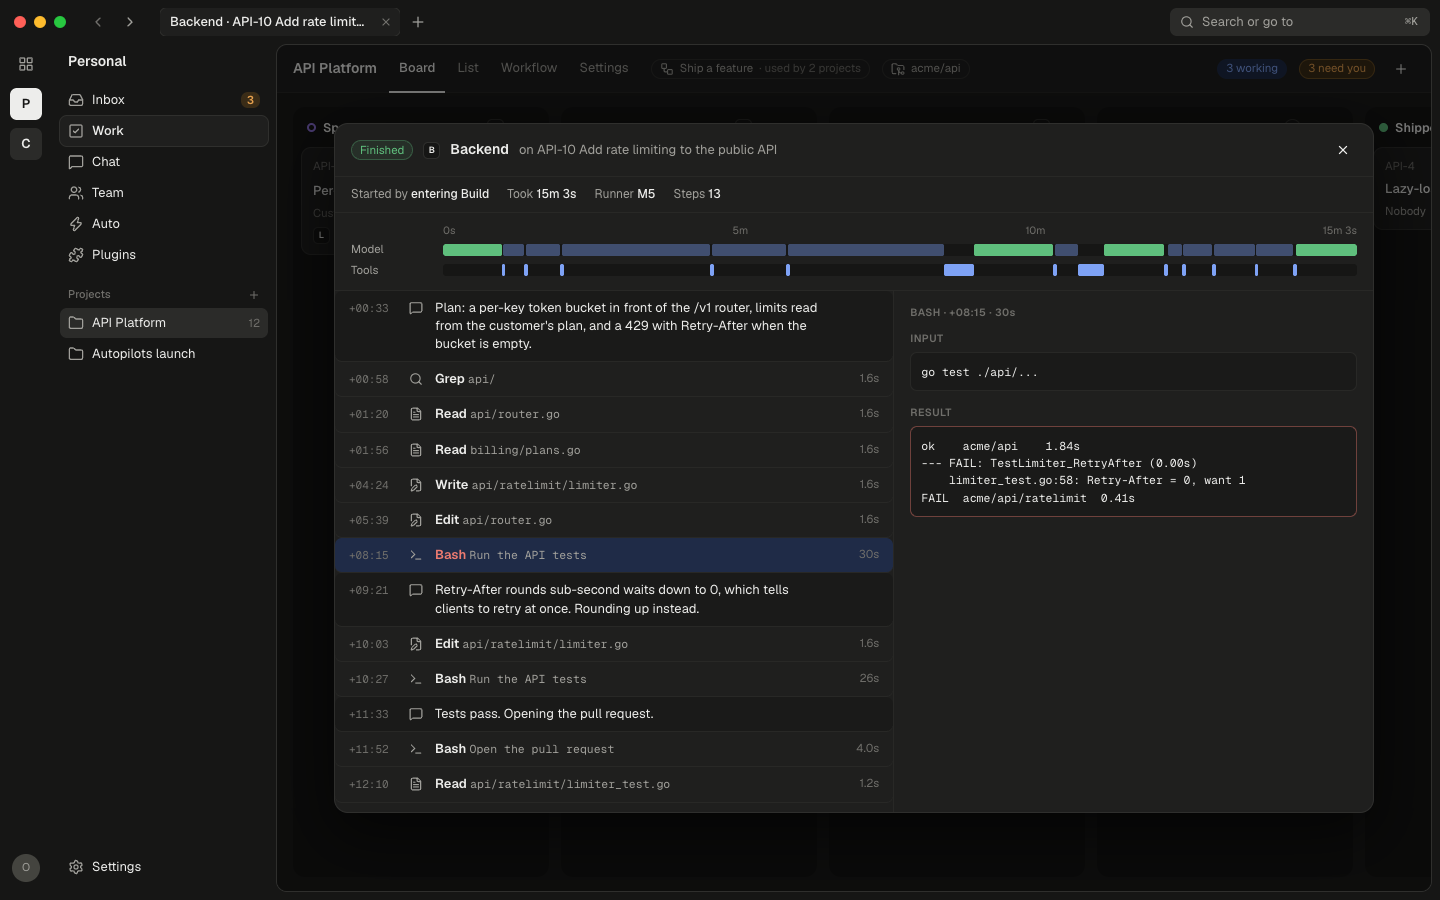 Backend · API-10 Add rate limit...
Search or go to
⌘K
Personal
P
C
Inbox
3
Work
Chat
Team
Auto
Plugins
Projects
API Platform
12
Autopilots launch
O
Settings
API Platform
Board
List
Workflow
Settings
Ship a feature · used by 2 projects
acme/api
3 working
3 need you
Sp
Shipp
API-
Per
Cus
L
API-4
Lazy-lo
Nobody
Finished
B
Backend
on API-10 Add rate limiting to the public API
Started by entering Build
Took 15m 3s
Runner M5
Steps 13
0s
5m
10m
15m 3s
Model
Tools
+00:33
Plan: a per-key token bucket in front of the /v1 router, limits read
from the customer's plan, and a 429 with Retry-After when the
bucket is empty.
+00:58 Grep api/ 1.6s
+01:20 Read api/router.go 1.6s
+01:56 Read billing/plans.go 1.6s
+04:24 Write api/ratelimit/limiter.go 1.6s
+05:39 Edit api/router.go 1.6s
+08:15 Bash Run the API tests 30s
+09:21 Retry-After rounds sub-second waits down to 0, which tells
clients to retry at once. Rounding up instead.
+10:03 Edit api/ratelimit/limiter.go 1.6s
+10:27 Bash Run the API tests 26s
+11:33 Tests pass. Opening the pull request.
+11:52 Bash Open the pull request 4.0s
+12:10 Read api/ratelimit/limiter_test.go 1.2s
BASH · +08:15 · 30s
INPUT
go test ./api/...
RESULT
ok acme/api 1.84s
--- FAIL: TestLimiter_RetryAfter (0.00s)
limiter_test.go:58: Retry-After = 0, want 1
FAIL acme/api/ratelimit 0.41s